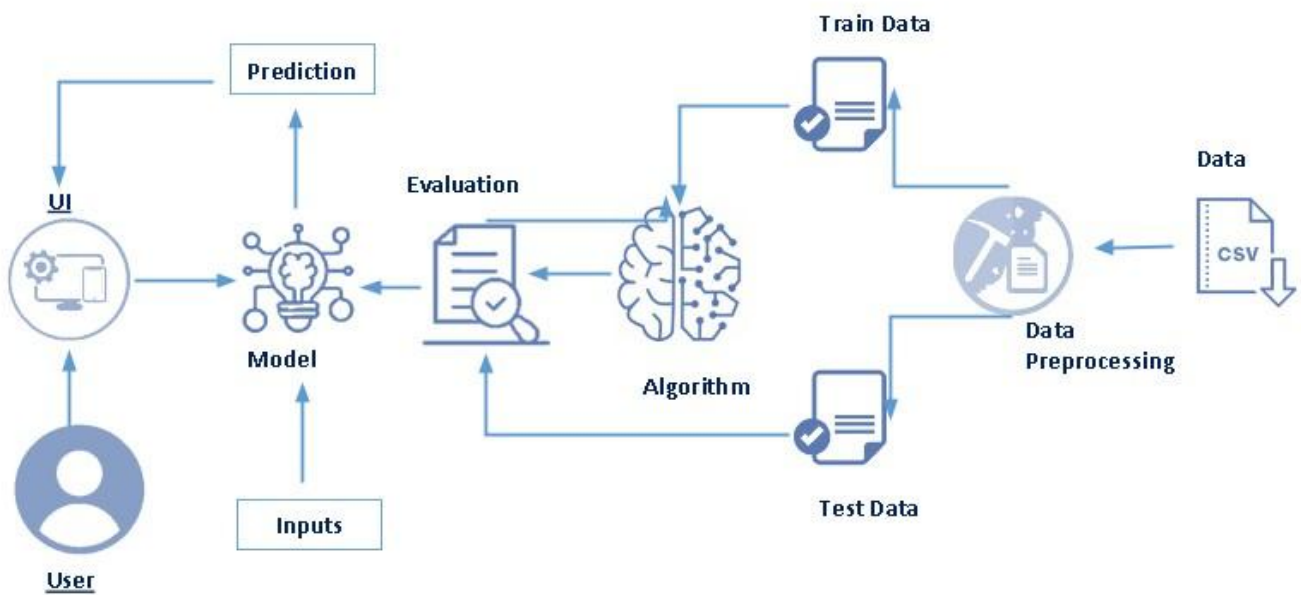 Train Data
Prediction
Data
Evaluation
UI
CSV
Data
Preprocessing
Model
Algorithm
Test Data
Inputs
User